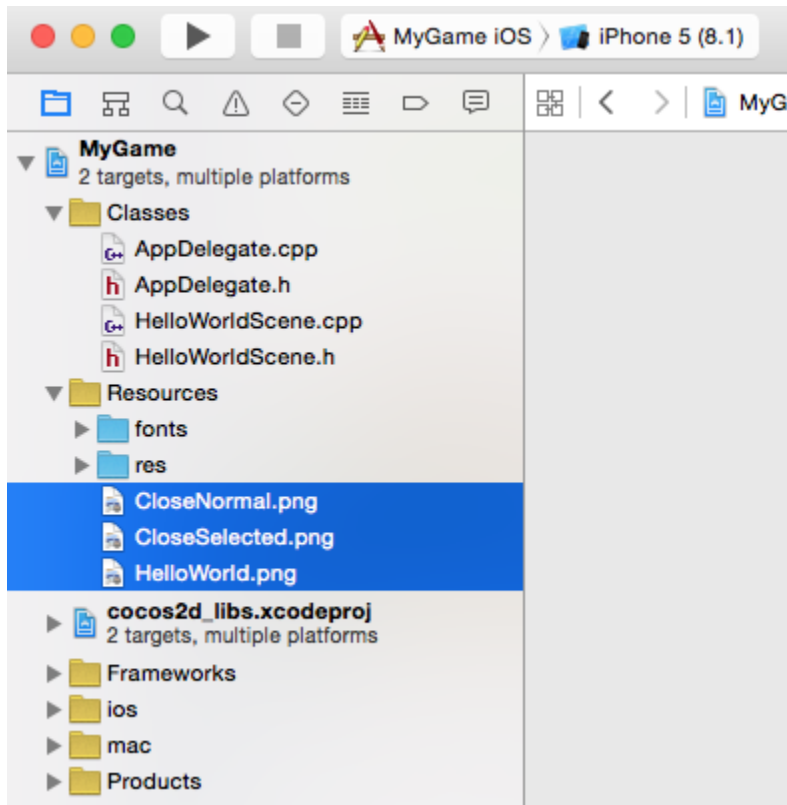 MyGame iOS iPhone 5 (8.1)
MyG
MyGame
2 targets, multiple platforms
Classes
AppDelegate.cpp
AppDelegate.h
HelloWorldScene.cpp
HelloWorldScene.h
Resources
fonts
res
CloseNormal.png
CloseSelected.png
HelloWorld.png
cocos2d_libs.xcodeproj
2 targets, multiple platforms
Frameworks
ios
mac
Products